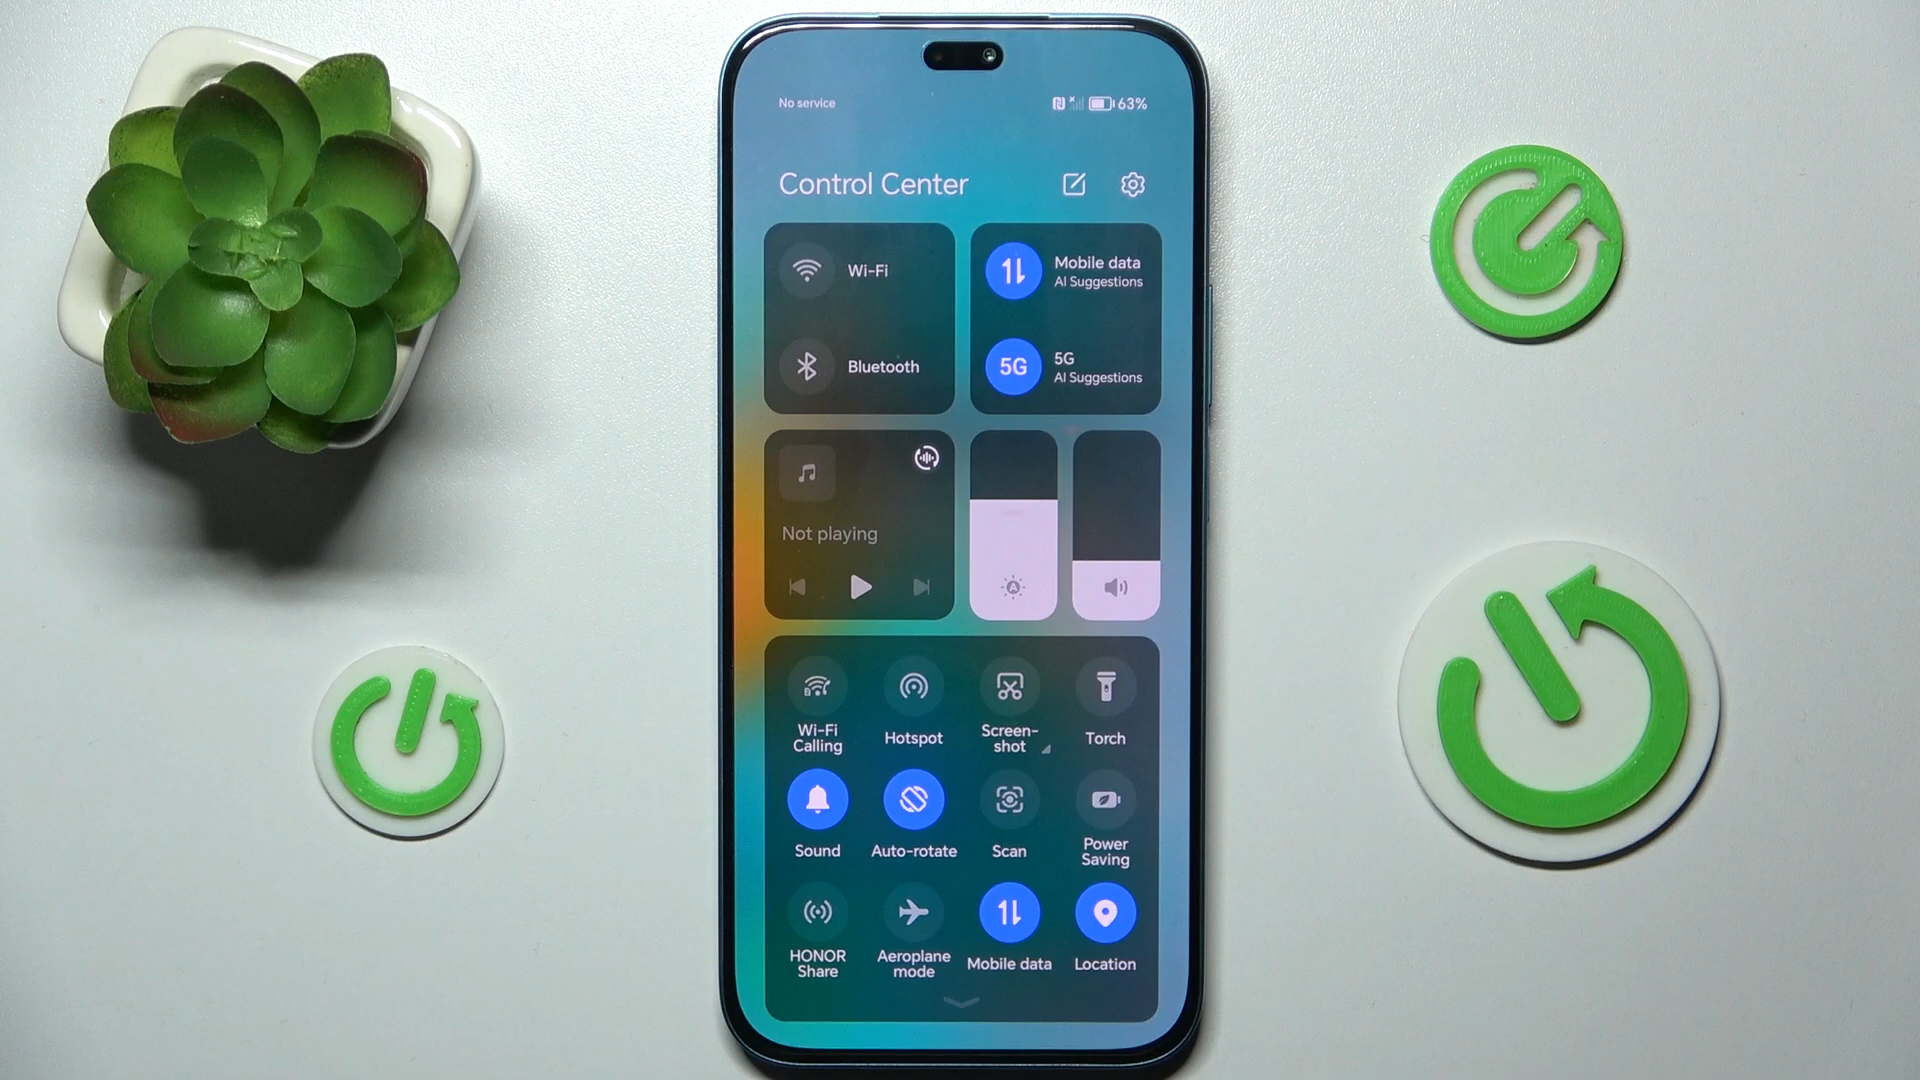 No service
63%
Control Center
Wi-Fi
Mobile data
AI Suggestions
Bluetooth
5G
5G
AI Suggestions
Not playing
A
Wi-Fi
Calling
Hotspot
Screen-
shot
Torch
Sound
Auto-rotate
Scan
Power
Saving
HONOR
Share
Aeroplane
mode
Mobile data
Location